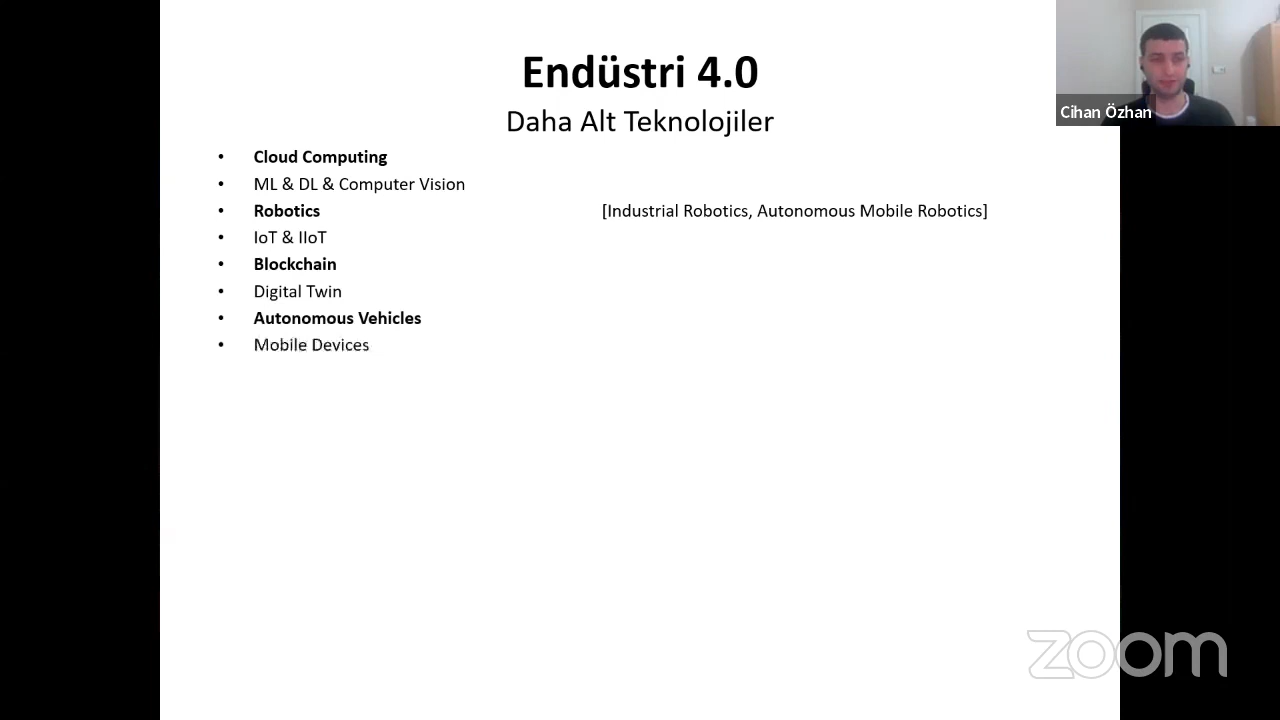 Endüstri 4.0
Daha Alt Teknolojiler
• Cloud Computing
• ML & DL & Computer Vision
• Robotics [Industrial Robotics, Autonomous Mobile Robotics]
• IoT & IIoT
• Blockchain
• Digital Twin
• Autonomous Vehicles
• Mobile Devices
Cihan Özhan
zoom